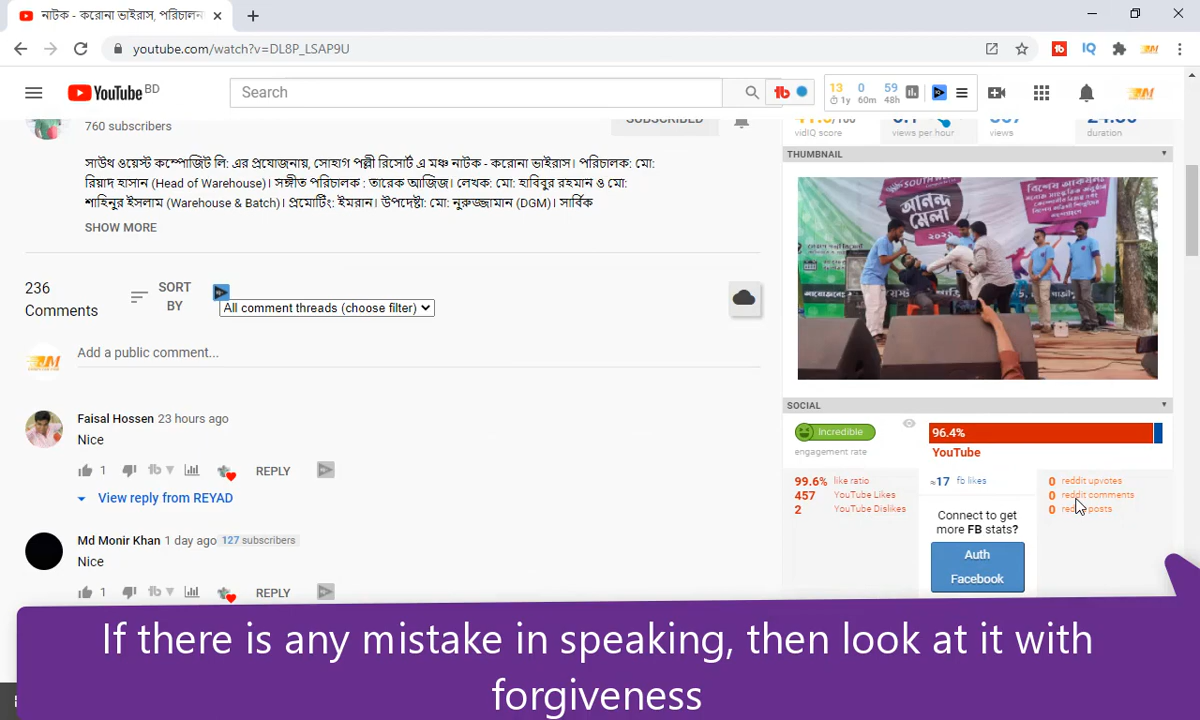 নাটক - করোনা ভাইরাস, পরিচালন
youtube.com/watch?v=DL8P_LSAP9U
YouTube BD
Search
13 0 59
1y 60m 48h
760 subscribers
SUBSCRIBED
সাউথ ওয়েস্ট কম্পোজিট লি: এর প্রযোজনায়, সোহাগ পল্লী রিসোর্ট এ মঞ্চ নাটক - করোনা ভাইরাস। পরিচালক: মো:
রিয়াদ হাসান (Head of Warehouse)। সঙ্গীত পরিচালক : তারেক আজিজ। লেখক: মো: হাবিবুর রহমান ও মো:
শাহিনুর ইসলাম (Warehouse & Batch)। প্রমোটিং: ইমরান। উপদেষ্টা: মো: নুরুজ্জামান (DGM)। সার্বিক
SHOW MORE
236
Comments
SORT
BY
All comment threads (choose filter)
Add a public comment...
Faisal Hossen 23 hours ago
Nice
1 REPLY
View reply from REYAD
Md Monir Khan 1 day ago 127 subscribers
Nice
1 REPLY
/100
vidIQ score
views per hour
views
duration
THUMBNAIL
আনন্দ
মেলা
SOCIAL
Incredible
engagement rate
96.4%
YouTube
99.6% like ratio
457 YouTube Likes
2 YouTube Dislikes
≈17 fb likes
Connect to get
more FB stats?
Auth
Facebook
0 reddit upvotes
0 reddit comments
0 posts
If there is any mistake in speaking, then look at it with
forgiveness